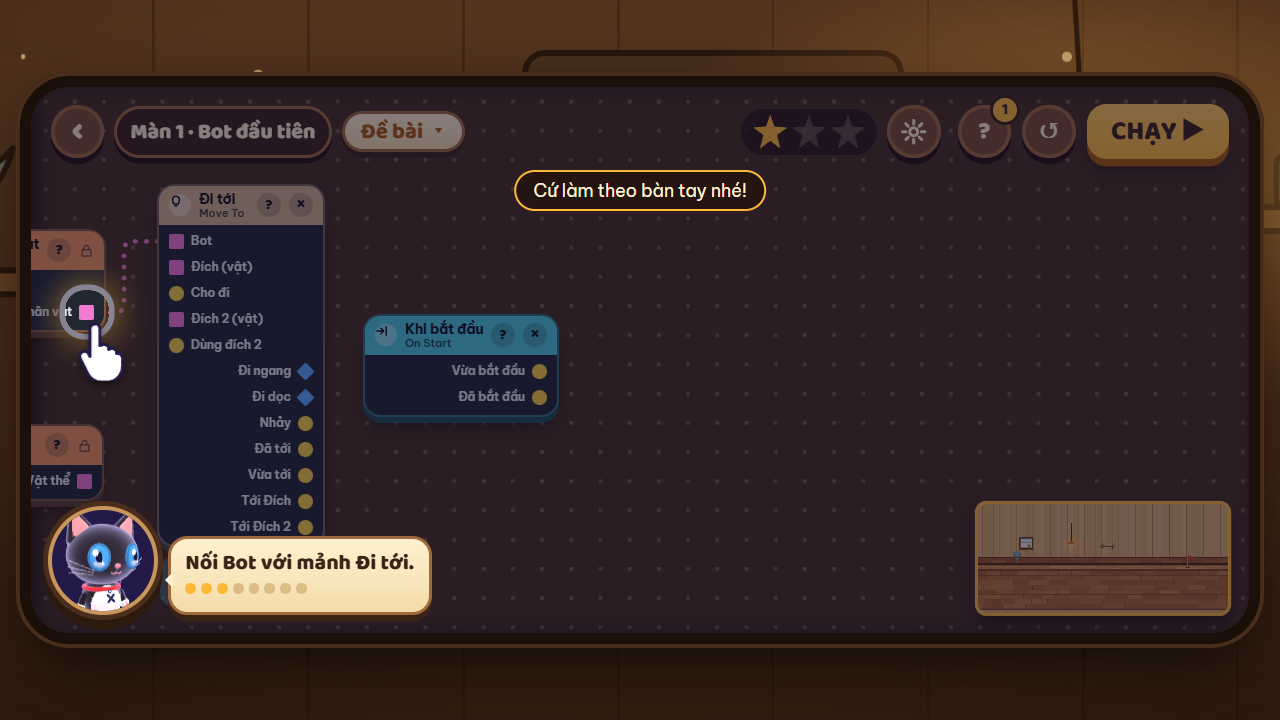 Màn 1 • Bot đầu tiên
Đề bài
1
?
CHẠY
Cứ làm theo bàn tay nhé!
Đi tới
Move To
?
×
Bot
Đích (vật)
Cho đi
Đích 2 (vật)
Dùng đích 2
Đi ngang
Đi dọc
Nhảy
Đã tới
Vừa tới
Tới Đích
Tới Đích 2
?
?
Vật thể
Khi bắt đầu
On Start
?
×
Vừa bắt đầu
Đã bắt đầu
Nối Bot với mảnh Đi tới.